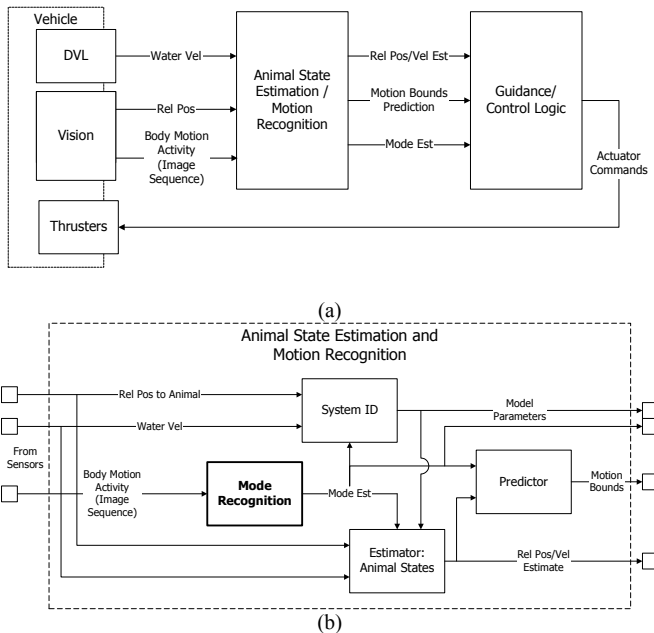 Vehicle
DVL
Water Vel
Vision
Rel Pos
Body Motion
Activity
(Image
Sequence)
Animal State
Estimation /
Motion
Recognition
Rel Pos/Vel Est
Motion Bounds
Prediction
Mode Est
Guidance/
Control Logic
Actuator
Commands
Thrusters
(a)
Animal State Estimation and
Motion Recognition
Rel Pos to Animal
Water Vel
From
Sensors
Body Motion
Activity
(Image
Sequence)
System ID
Mode
Recognition
Mode Est
Model
Parameters
Predictor
Motion
Bounds
Estimator:
Animal States
Rel Pos/Vel
Estimate
(b)